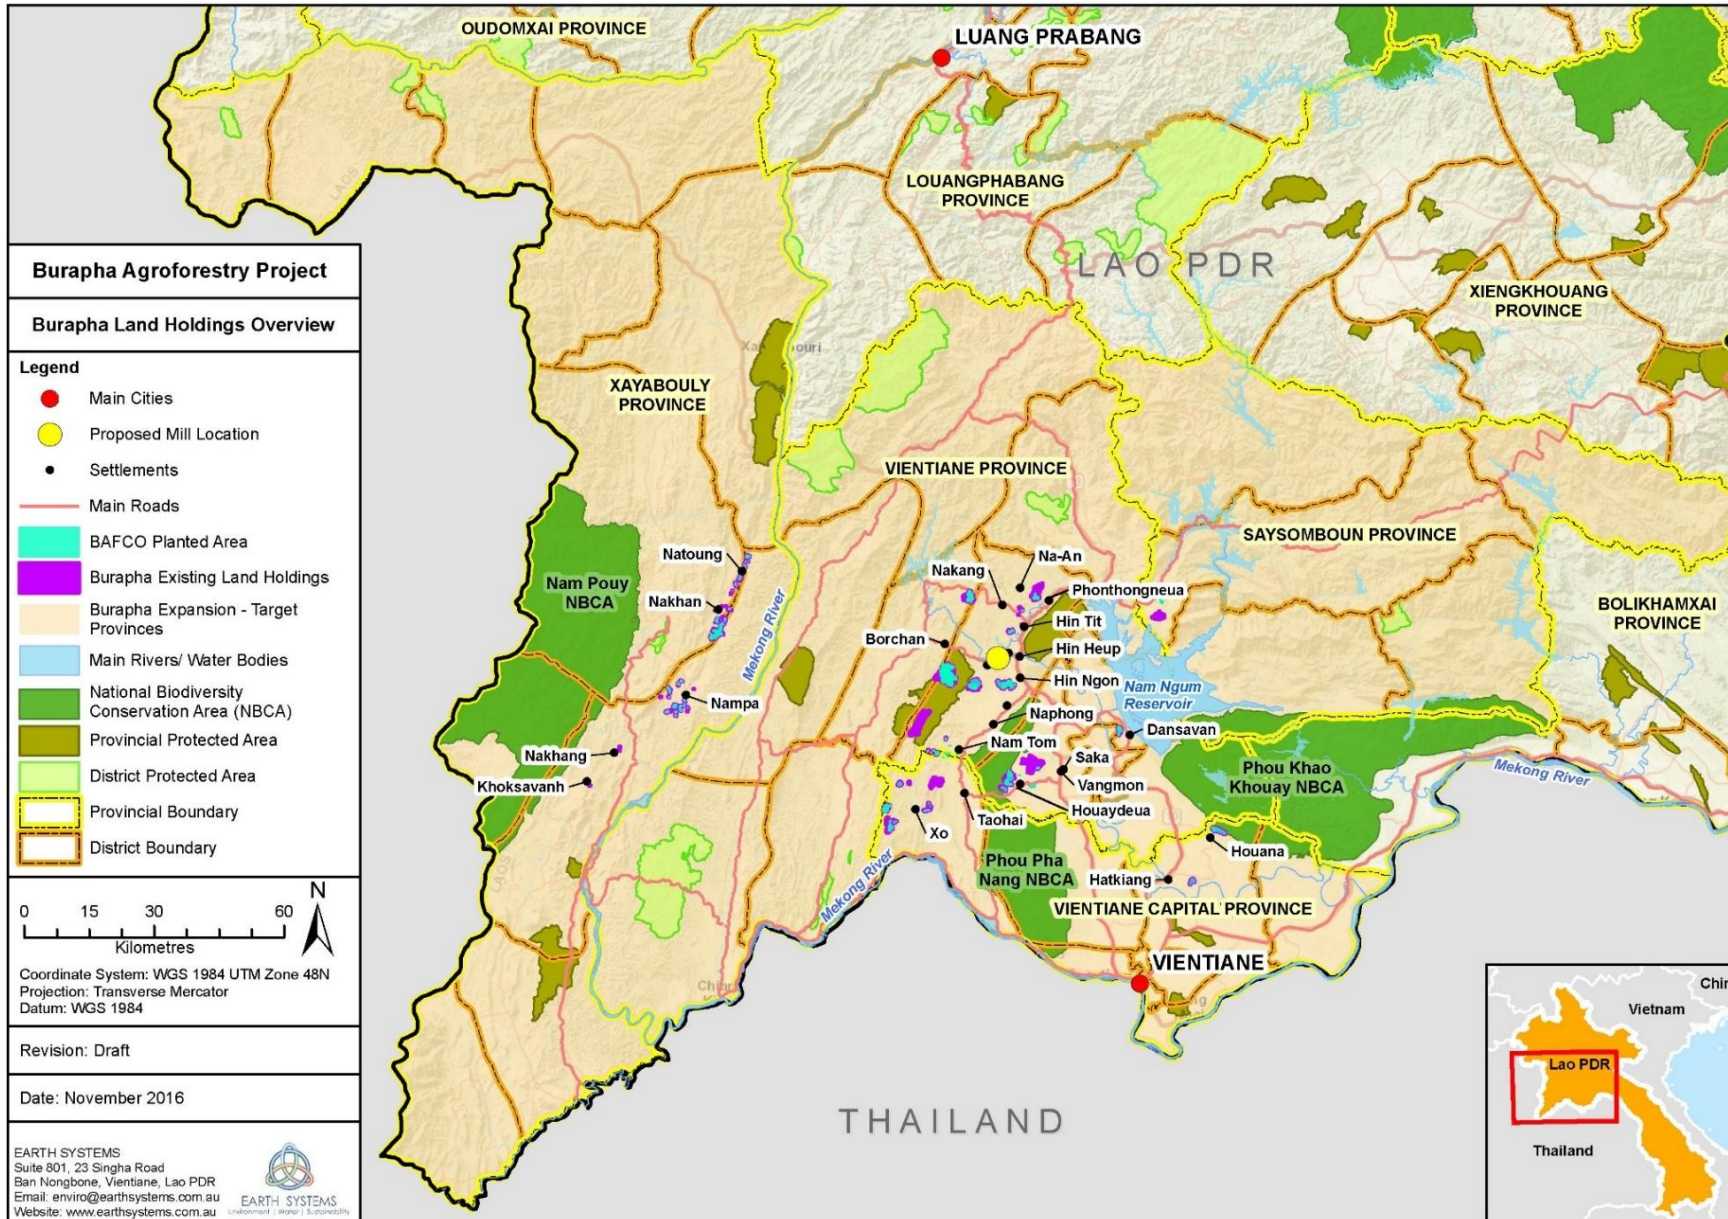 OUDOMXAI PROVINCE
LUANG PRABANG
LOUANGPHABANG
PROVINCE
LAO PDR
XIENGKHOUANG
PROVINCE
Burapha Agroforestry Project
Burapha Land Holdings Overview
Legend
Main Cities
Proposed Mill Location
Settlements
Main Roads
BAFCO Planted Area
Burapha Existing Land Holdings
Burapha Expansion - Target
Provinces
Main Rivers/ Water Bodies
National Biodiversity
Conservation Area (NBCA)
Provincial Protected Area
District Protected Area
Provincial Boundary
District Boundary
N
0 15 30 60
Kilometres
Coordinate System: WGS 1984 UTM Zone 48N
Projection: Transverse Mercator
Datum: WGS 1984
Revision: Draft
Date: November 2016
EARTH SYSTEMS
Suite 801, 23 Singha Road
Ban Nongbone, Vientiane, Lao PDR
Email: enviro@earthsystems.com.au
Website: www.earthsystems.com.au
EARTH SYSTEMS
Environment | Water | Sustainability
XAYABOULY
PROVINCE
VIENTIANE PROVINCE
SAYSOMBOUN PROVINCE
BOLIKHAMXAI
PROVINCE
Nam Pouy
NBCA
Natoung
Nakhan
Nampa
Nakhang
Khoksavanh
Mekong River
Na-An
Nakang
Phonthongneua
Hin Tit
Borchan
Hin Heup
Hin Ngon
Nam Ngum
Reservoir
Naphong
Dansavan
Nam Tom
Saka
Vangmon
Houaydeua
Taohai
Xo
Phou Khao
Khouay NBCA
Mekong River
Mekong River
Phou Pha
Nang NBCA
Houana
Hatkiang
VIENTIANE CAPITAL PROVINCE
VIENTIANE
THAILAND
Vietnam
Lao PDR
Thailand